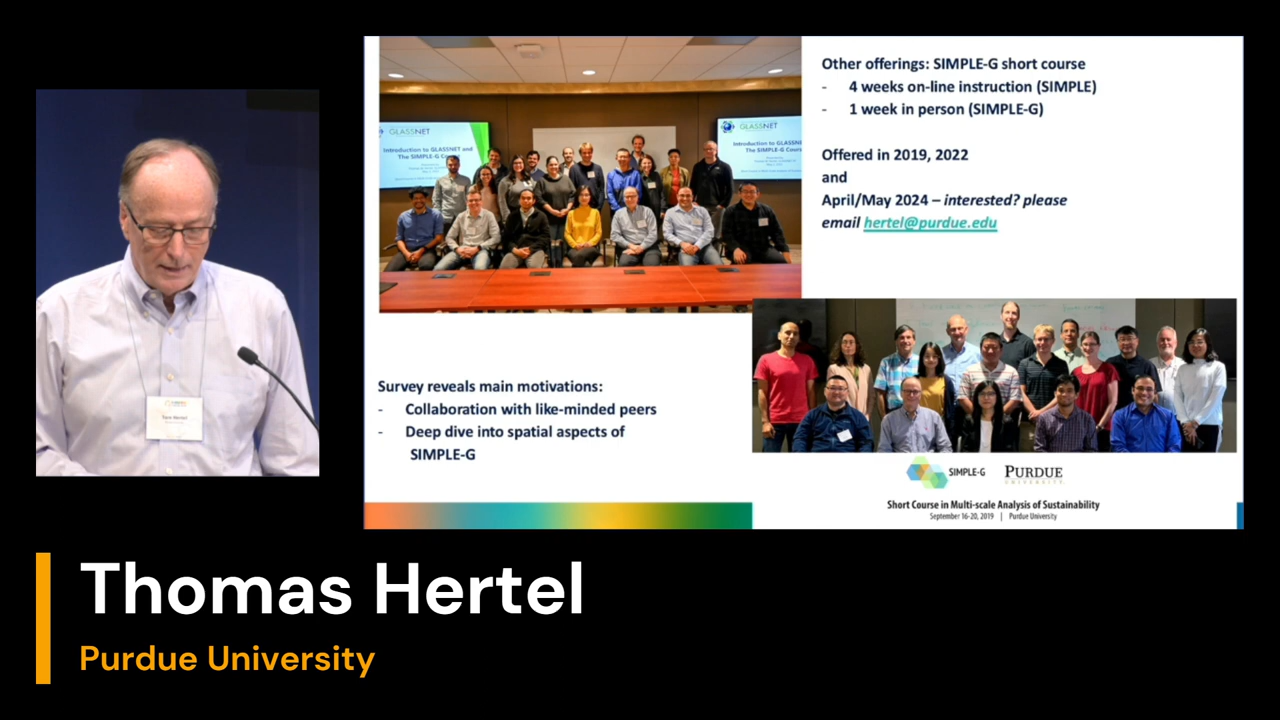 GLASSNET
Introduction to GLASSNET and
The SIMPLE-G Course
GLASSNET
Introduction to GLASSNET
The SIMPLE-G Cours
Other offerings: SIMPLE-G short course
- 4 weeks on-line instruction (SIMPLE)
- 1 week in person (SIMPLE-G)
Offered in 2019, 2022
and
April/May 2024 – interested? please
email hertel@purdue.edu
Survey reveals main motivations:
- Collaboration with like-minded peers
- Deep dive into spatial aspects of
SIMPLE-G
SIMPLE-G PURDUE
UNIVERSITY
Short Course in Multi-scale Analysis of Sustainability
September 16-20, 2019 | Purdue University
Thomas Hertel
Purdue University